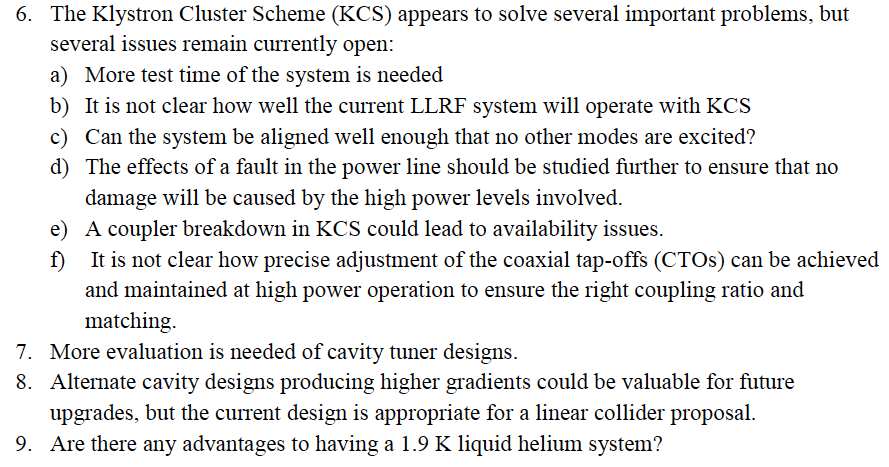 6. The Klystron Cluster Scheme (KCS) appears to solve several important problems, but
several issues remain currently open:
a) More test time of the system is needed
b) It is not clear how well the current LLRF system will operate with KCS
c) Can the system be aligned well enough that no other modes are excited?
d) The effects of a fault in the power line should be studied further to ensure that no
damage will be caused by the high power levels involved.
e) A coupler breakdown in KCS could lead to availability issues.
f) It is not clear how precise adjustment of the coaxial tap-offs (CTOs) can be achieved
and maintained at high power operation to ensure the right coupling ratio and
matching.
7. More evaluation is needed of cavity tuner designs.
8. Alternate cavity designs producing higher gradients could be valuable for future
upgrades, but the current design is appropriate for a linear collider proposal.
9. Are there any advantages to having a 1.9 K liquid helium system?